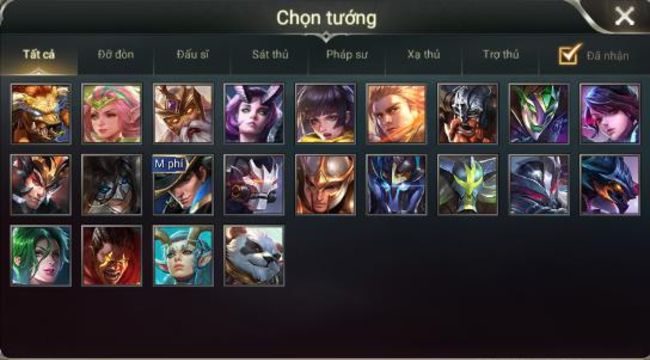 Chọn tướng
Tất cả Đỡ đòn Đấu sĩ Sát thủ Pháp sư Xạ thủ Trợ thủ Đã nhận
M phí